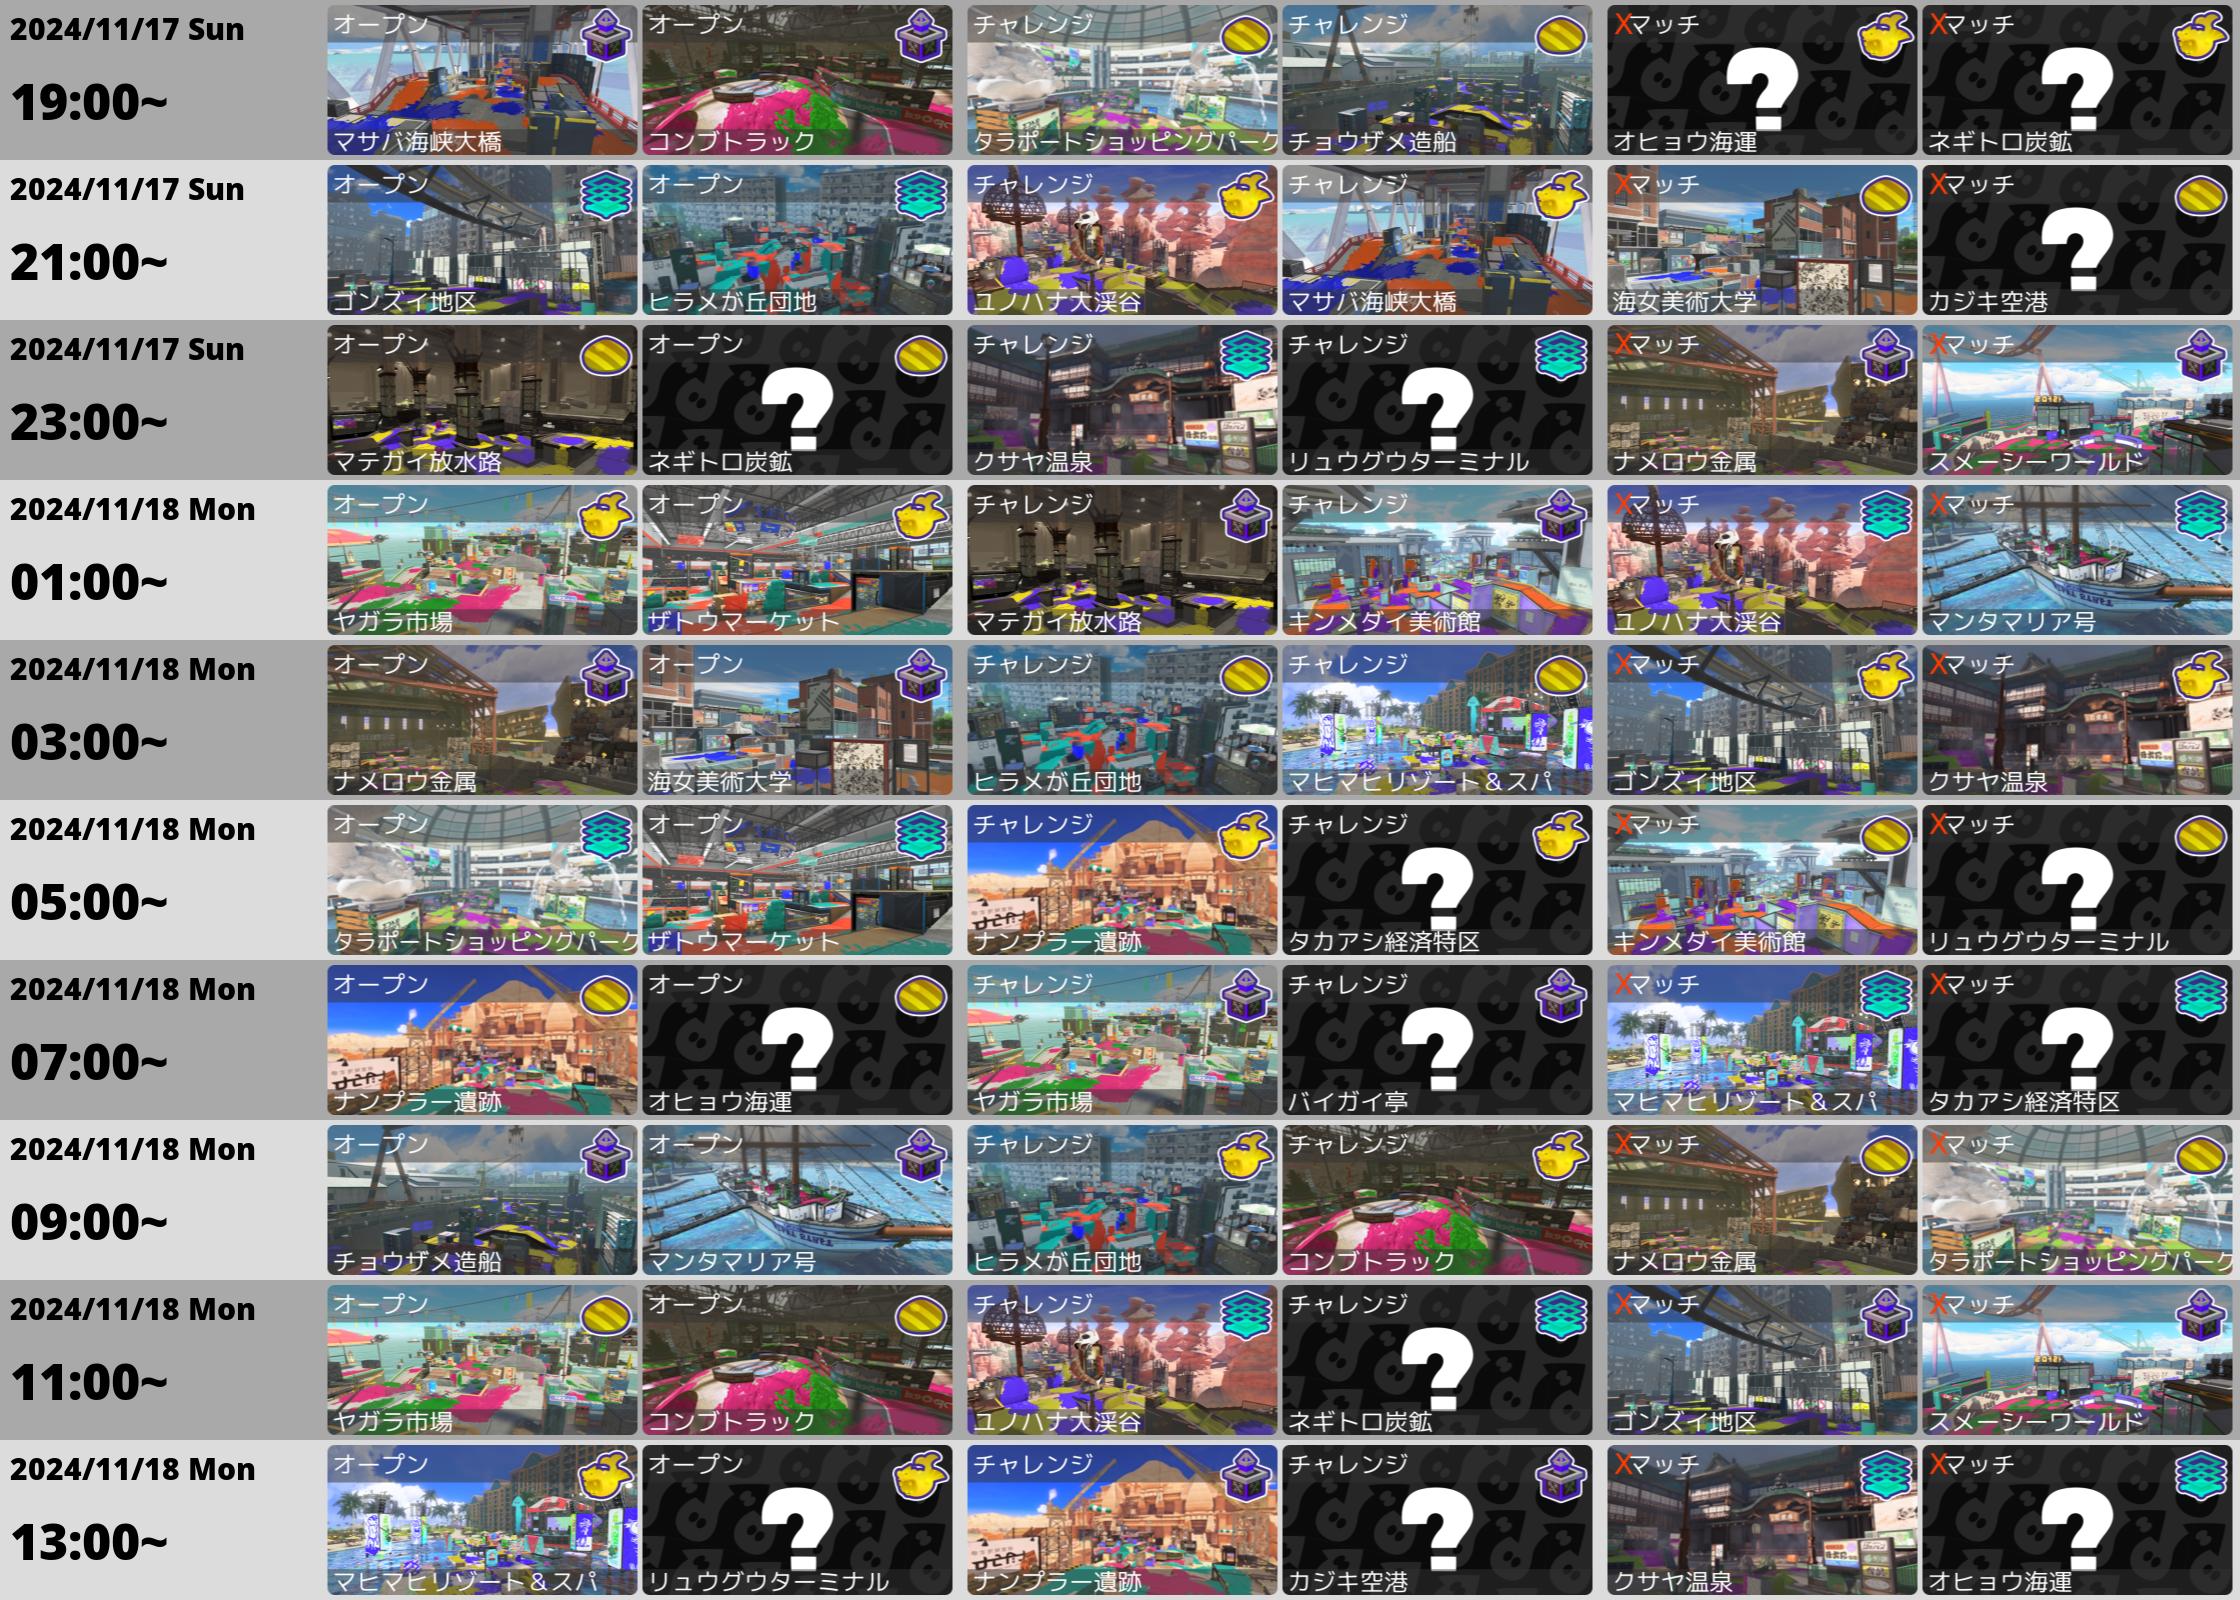 2024/11/17 Sun
19:00~
オープン
マサバ海峡大橋
オープン
コンブトラック
チャレンジ
タラポートショッピングパーク
チャレンジ
チョウザメ造船
Xマッチ
オヒョウ海運
Xマッチ
ネギトロ炭鉱
2024/11/17 Sun
21:00~
オープン
ゴンズイ地区
オープン
ヒラメが丘団地
チャレンジ
ユノハナ大渓谷
チャレンジ
マサバ海峡大橋
Xマッチ
海女美術大学
Xマッチ
カジキ空港
2024/11/17 Sun
23:00~
オープン
マテガイ放水路
オープン
ネギトロ炭鉱
チャレンジ
クサヤ温泉
チャレンジ
リュウグウターミナル
Xマッチ
ナメロウ金属
Xマッチ
スメーシーワールド
2024/11/18 Mon
01:00~
オープン
ヤガラ市場
オープン
ザトウマーケット
チャレンジ
マテガイ放水路
チャレンジ
キンメダイ美術館
Xマッチ
ユノハナ大渓谷
Xマッチ
マンタマリア号
2024/11/18 Mon
03:00~
オープン
ナメロウ金属
オープン
海女美術大学
チャレンジ
ヒラメが丘団地
チャレンジ
マヒマヒリゾート＆スパ
Xマッチ
ゴンズイ地区
Xマッチ
クサヤ温泉
2024/11/18 Mon
05:00~
オープン
タラポートショッピングパーク
オープン
ザトウマーケット
チャレンジ
ナンプラー遺跡
チャレンジ
タカアシ経済特区
Xマッチ
キンメダイ美術館
Xマッチ
リュウグウターミナル
2024/11/18 Mon
07:00~
オープン
ナンプラー遺跡
オープン
オヒョウ海運
チャレンジ
ヤガラ市場
チャレンジ
バイガイ亭
Xマッチ
マヒマヒリゾート＆スパ
Xマッチ
タカアシ経済特区
2024/11/18 Mon
09:00~
オープン
チョウザメ造船
オープン
マンタマリア号
チャレンジ
ヒラメが丘団地
チャレンジ
コンブトラック
Xマッチ
ナメロウ金属
Xマッチ
タラポートショッピングパーク
2024/11/18 Mon
11:00~
オープン
ヤガラ市場
オープン
コンブトラック
チャレンジ
ユノハナ大渓谷
チャレンジ
ネギトロ炭鉱
Xマッチ
ゴンズイ地区
Xマッチ
スメーシーワールド
2024/11/18 Mon
13:00~
オープン
マヒマヒリゾート＆スパ
オープン
リュウグウターミナル
チャレンジ
ナンプラー遺跡
チャレンジ
カジキ空港
Xマッチ
クサヤ温泉
Xマッチ
オヒョウ海運